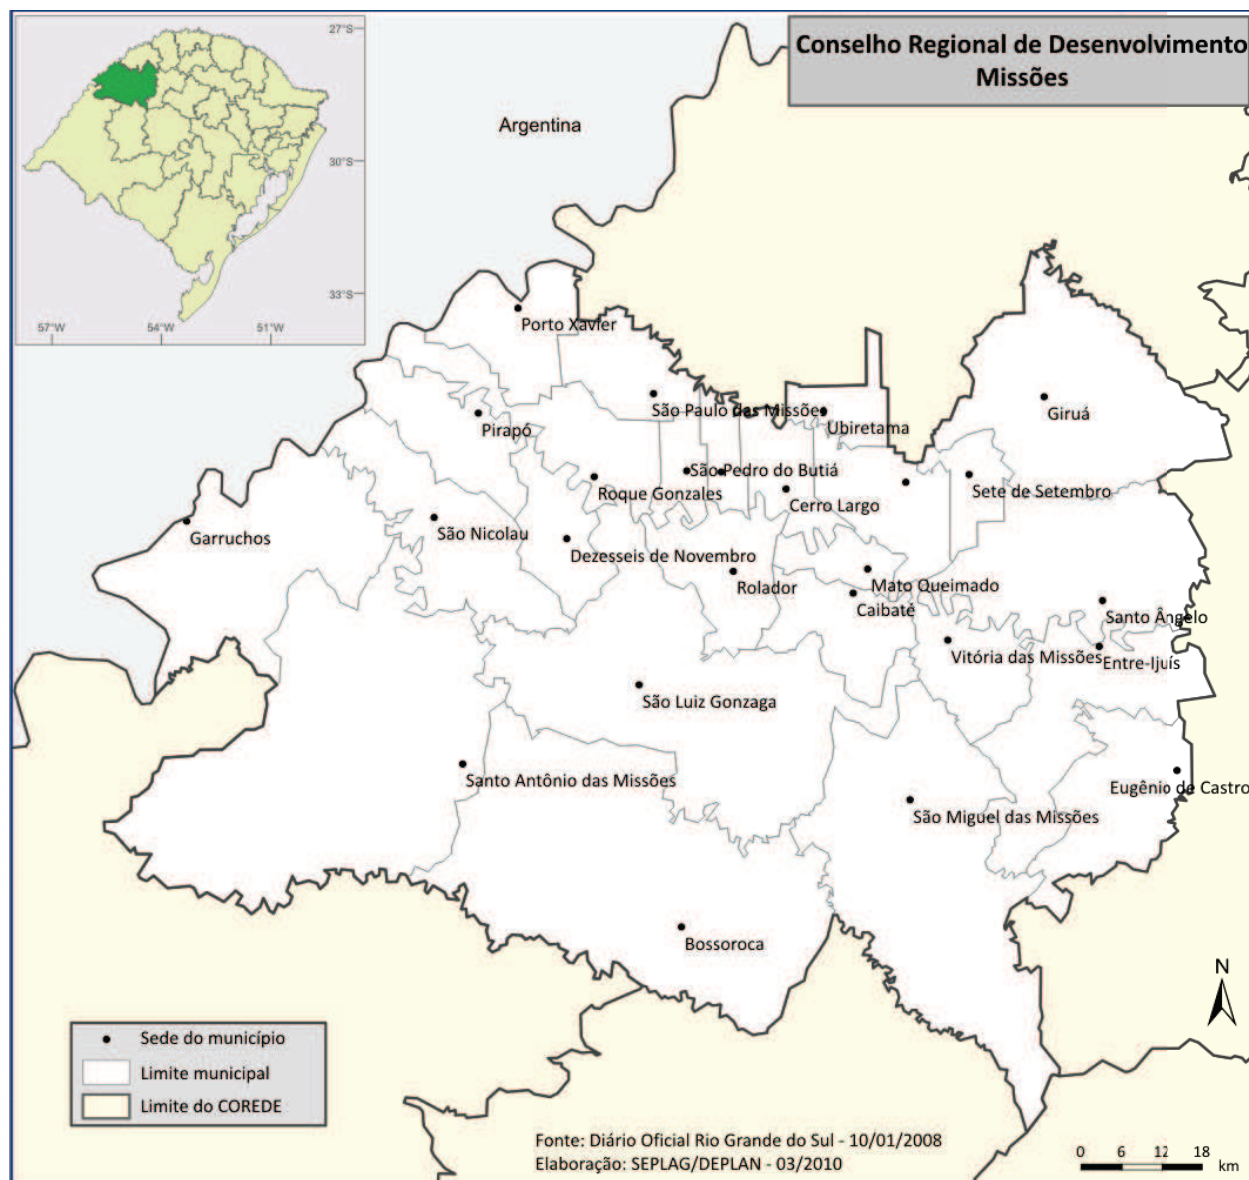 Conselho Regional de Desenvolvimento
Missões
27°S
30°S
33°S
57°W
54°W
51°W
Argentina
Porto Xavier
São Paulo das Missões
Ubiretama
Giruá
Pirapó
São Pedro do Butiá
Roque Gonzales
Cerro Largo
Sete de Setembro
Garruchos
São Nicolau
Dezesseis de Novembro
Rolador
Mato Queimado
Caibaté
Santo Ângelo
Vitória das Missões
Entre-Ijuís
São Luiz Gonzaga
Santo Antônio das Missões
Eugênio de Castro
São Miguel das Missões
Bossoroca
N
Sede do município
Limite municipal
Limite do COREDE
Fonte: Diário Oficial Rio Grande do Sul - 10/01/2008
Elaboração: SEPLAG/DEPLAN - 03/2010
0 6 12 18
km